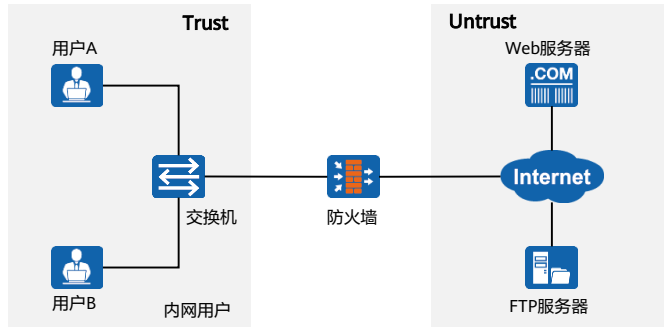 Trust
Untrust
用户A
Web服务器
.COM
Internet
交换机
防火墙
用户B
内网用户
FTP服务器